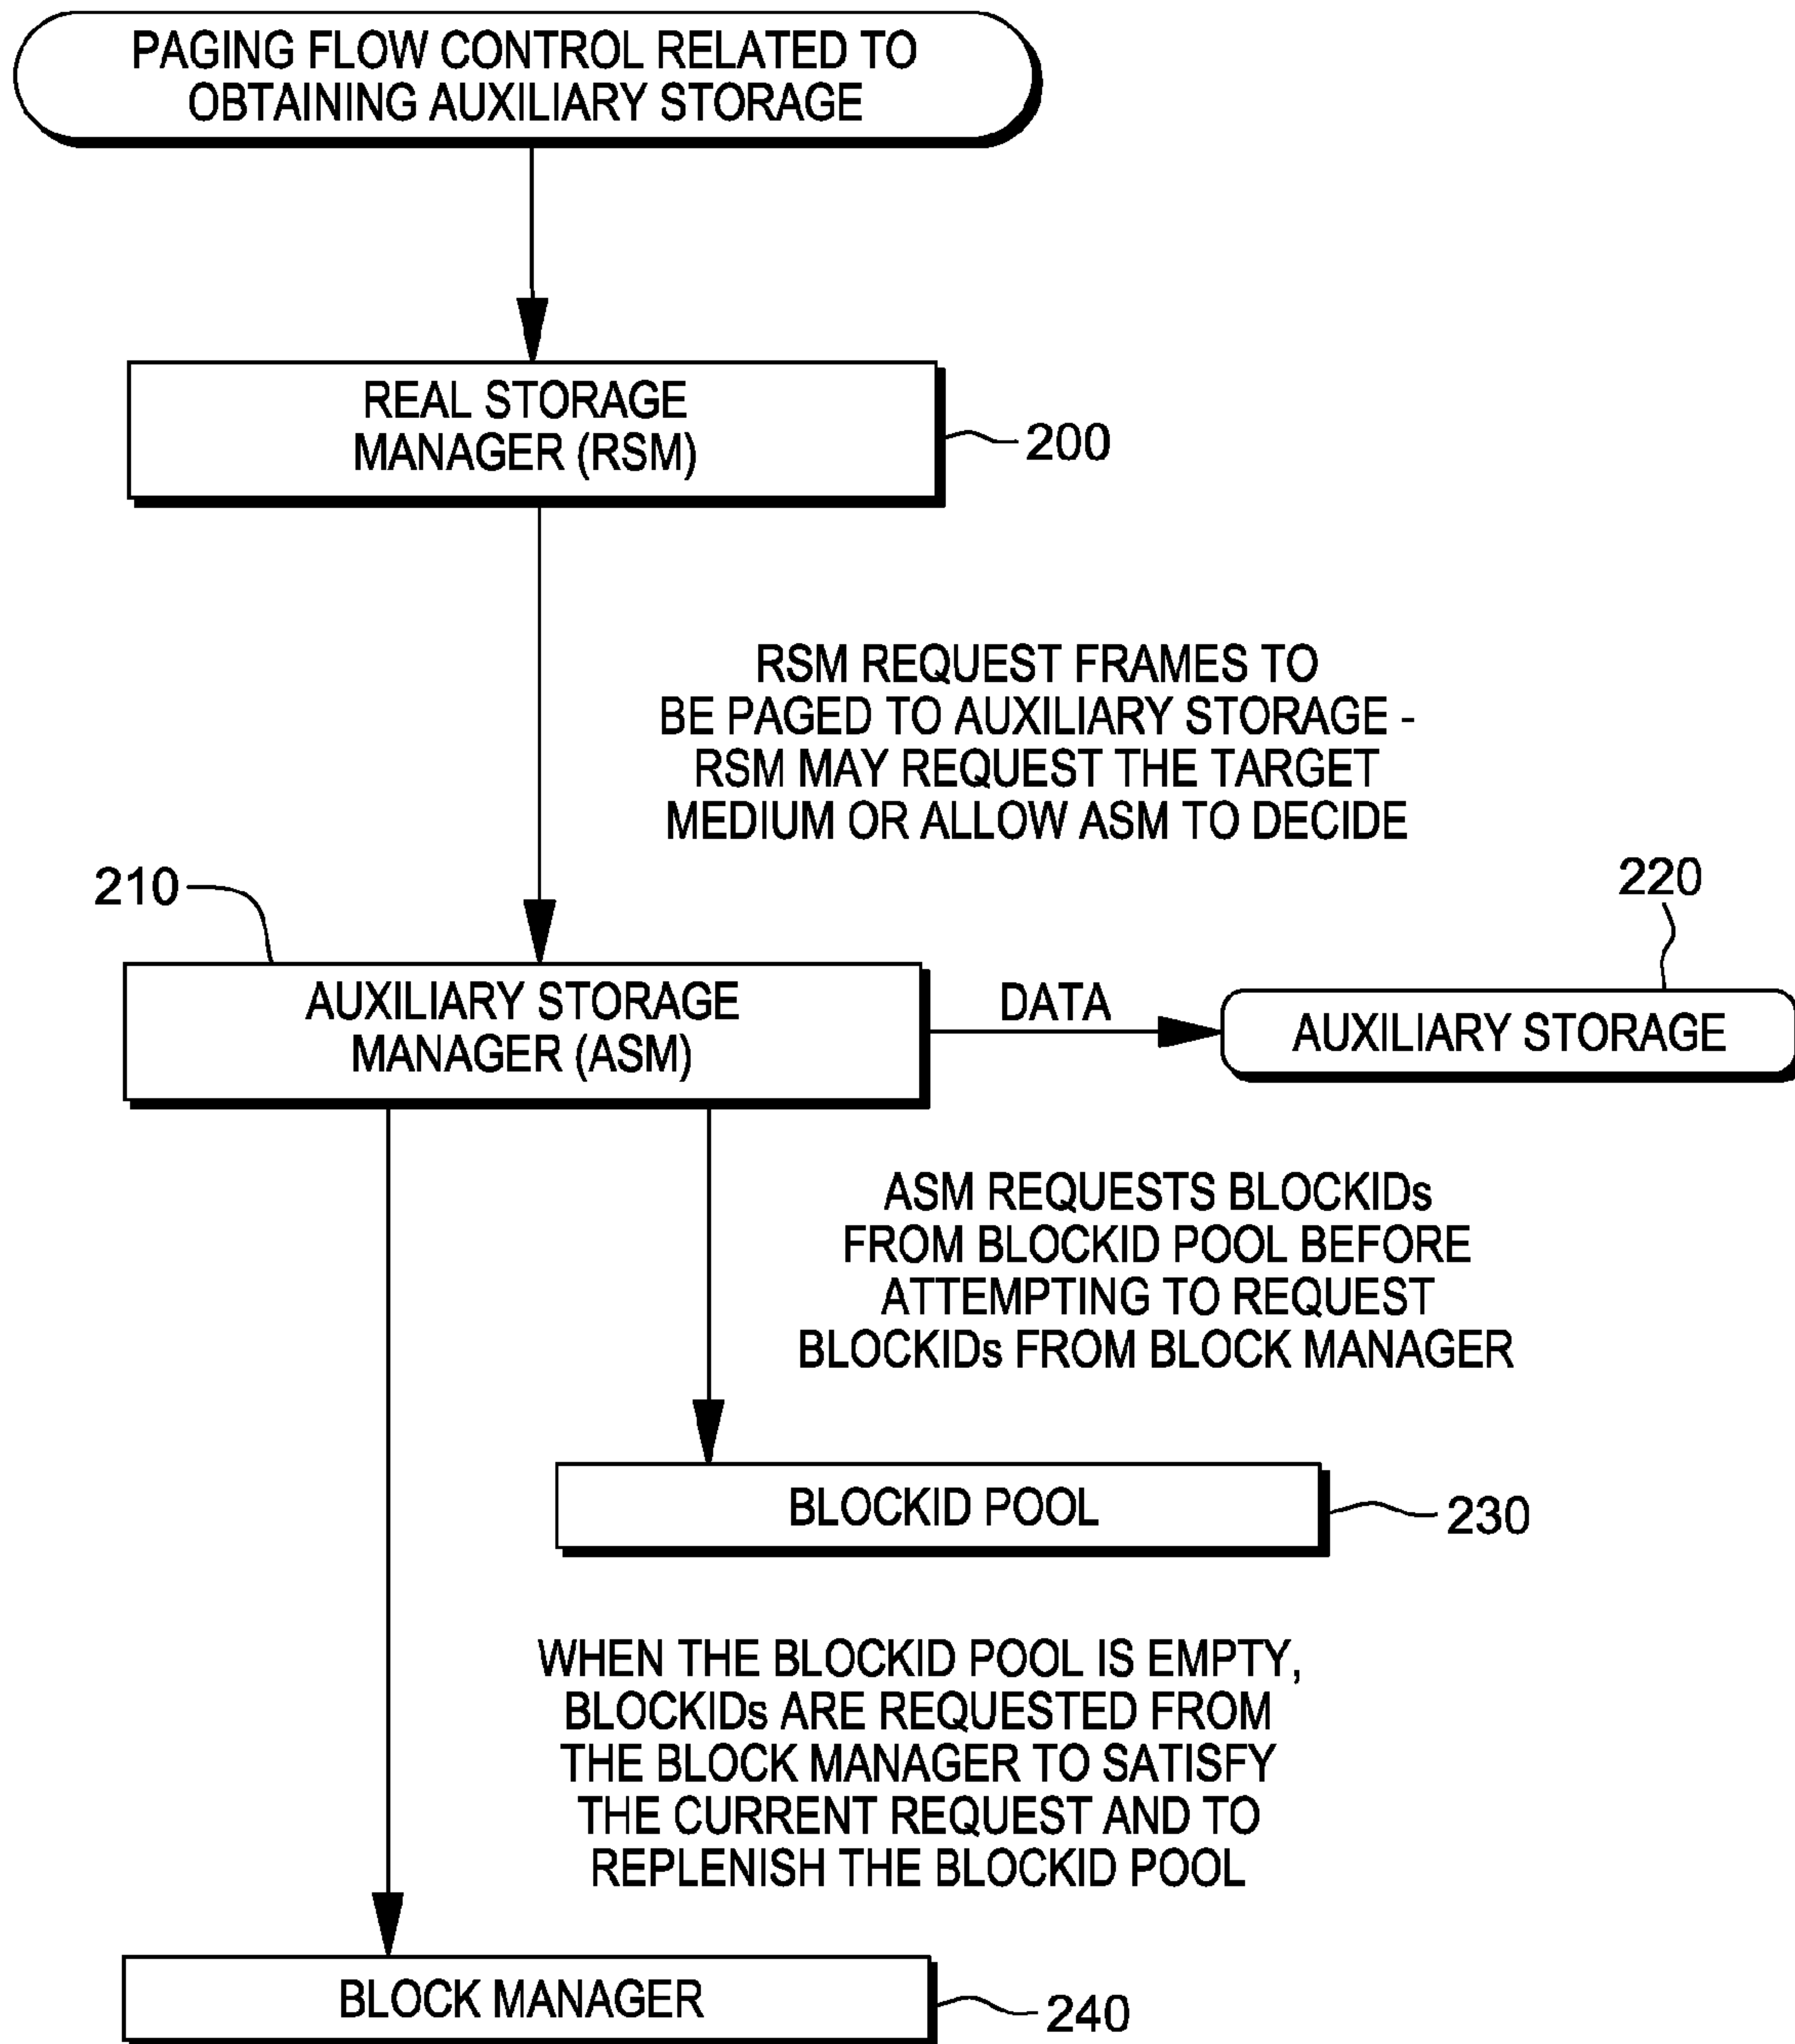 PAGING FLOW CONTROL RELATED TO
OBTAINING AUXILIARY STORAGE
REAL STORAGE
MANAGER (RSM)
200
RSM REQUEST FRAMES TO
BE PAGED TO AUXILIARY STORAGE -
RSM MAY REQUEST THE TARGET
MEDIUM OR ALLOW ASM TO DECIDE
210
220
AUXILIARY STORAGE
MANAGER (ASM)
DATA
AUXILIARY STORAGE
ASM REQUESTS BLOCKIDs
FROM BLOCKID POOL BEFORE
ATTEMPTING TO REQUEST
BLOCKIDs FROM BLOCK MANAGER
BLOCKID POOL
230
WHEN THE BLOCKID POOL IS EMPTY,
BLOCKIDs ARE REQUESTED FROM
THE BLOCK MANAGER TO SATISFY
THE CURRENT REQUEST AND TO
REPLENISH THE BLOCKID POOL
BLOCK MANAGER
240